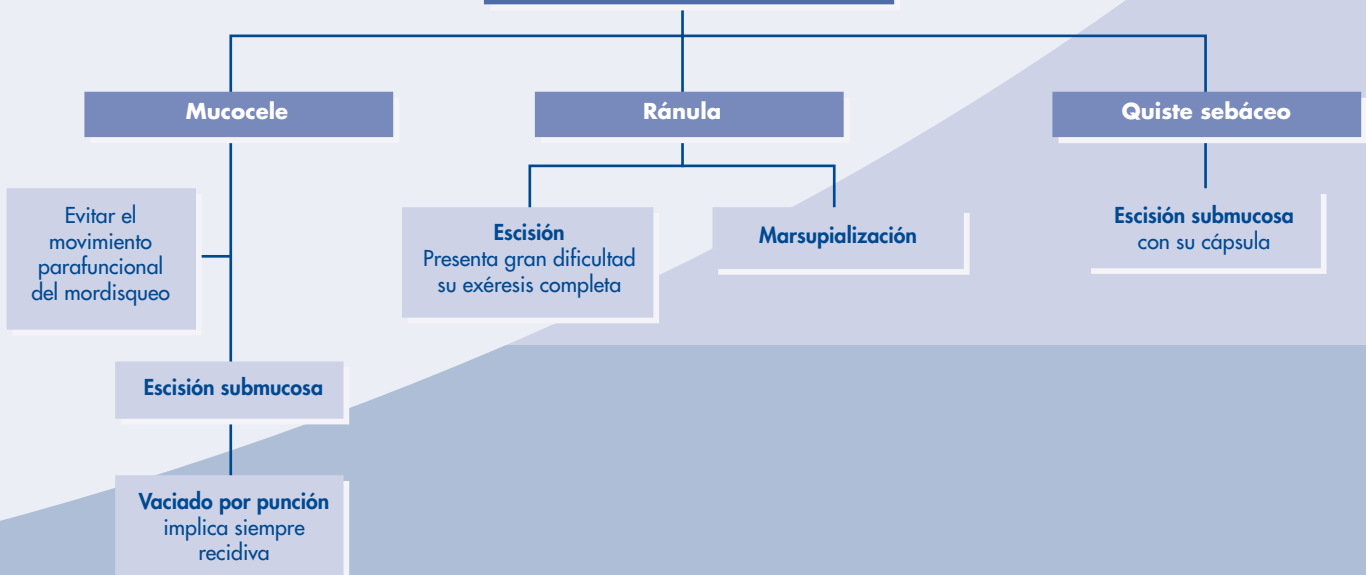 Mucocele
Ránula
Quiste sebáceo
Evitar el
movimiento
parafuncional
del mordisqueo
Escisión
Presenta gran dificultad
su exéresis completa
Marsupialización
Escisión submucosa
con su cápsula
Escisión submucosa
Vaciado por punción
implica siempre
recidiva